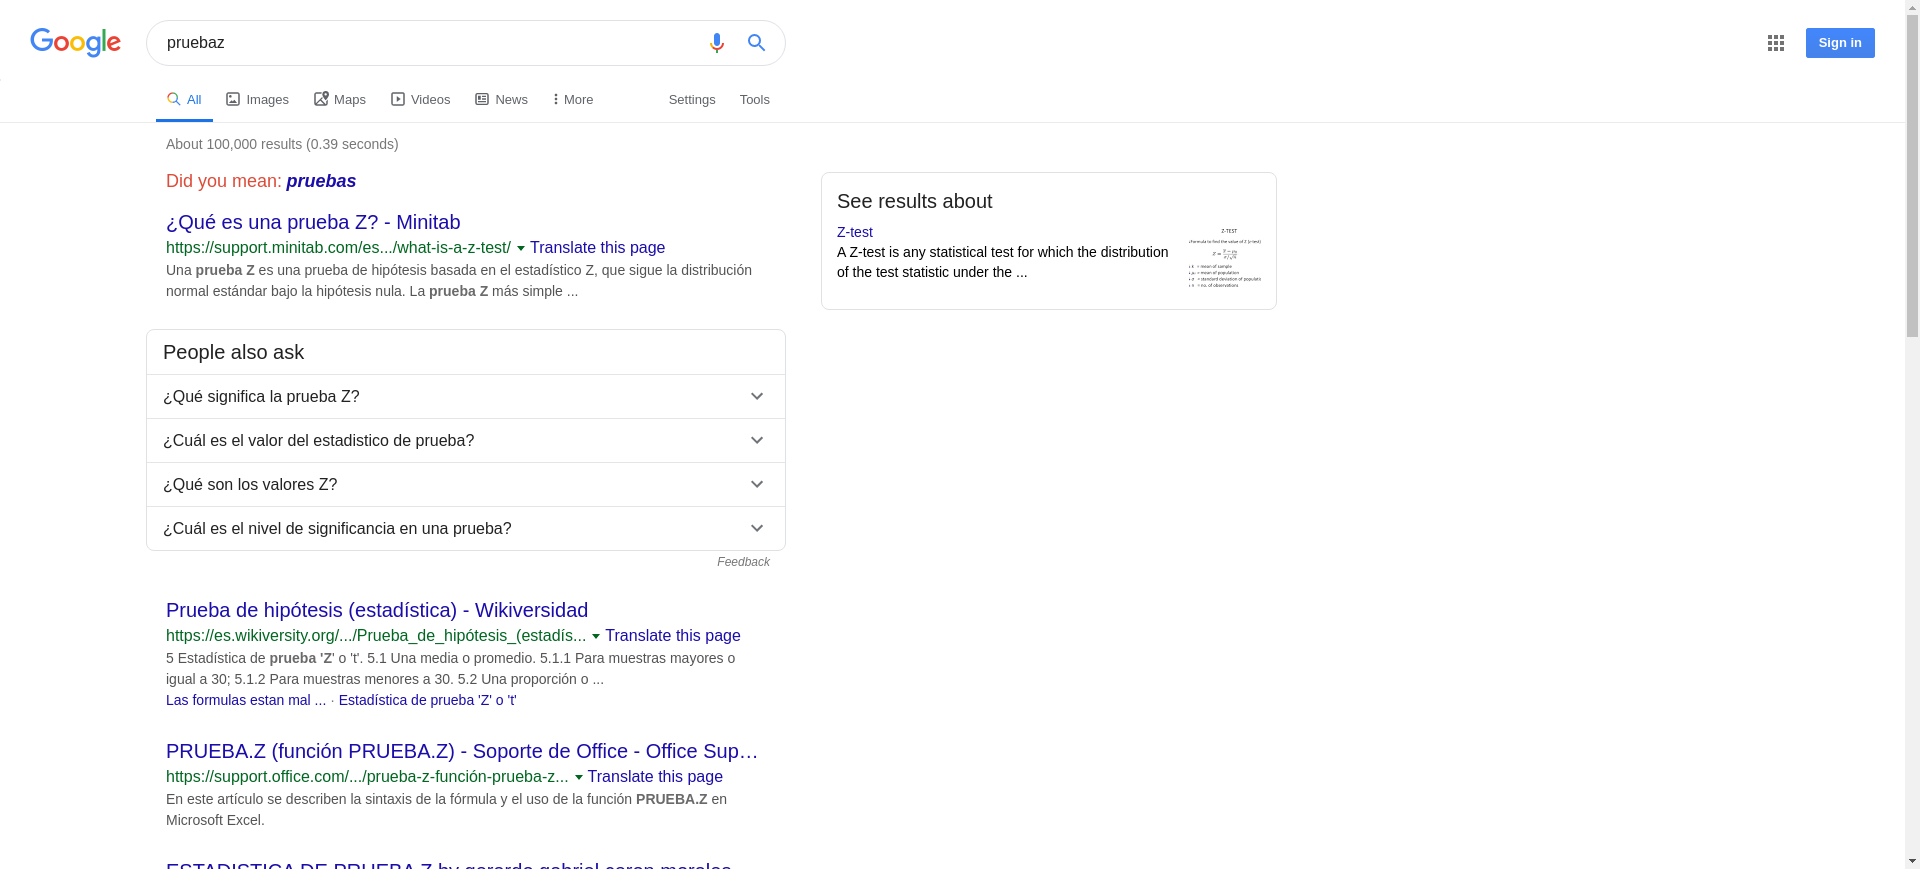 Google
pruebaz
Sign in
All Images Maps Videos News More Settings Tools
About 100,000 results (0.39 seconds)
Did you mean: pruebas
¿Qué es una prueba Z? - Minitab
https://support.minitab.com/es.../what-is-a-z-test/ Translate this page
Una prueba Z es una prueba de hipótesis basada en el estadístico Z, que sigue la distribución
normal estándar bajo la hipótesis nula. La prueba Z más simple ...
See results about
Z-test
A Z-test is any statistical test for which the distribution
of the test statistic under the ...
Z-TEST
People also ask
¿Qué significa la prueba Z?
¿Cuál es el valor del estadistico de prueba?
¿Qué son los valores Z?
¿Cuál es el nivel de significancia en una prueba?
Feedback
Prueba de hipótesis (estadística) - Wikiversidad
https://es.wikiversity.org/.../Prueba_de_hipótesis_(estadís... Translate this page
5 Estadística de prueba 'Z' o 't'. 5.1 Una media o promedio. 5.1.1 Para muestras mayores o
igual a 30; 5.1.2 Para muestras menores a 30. 5.2 Una proporción o ...
Las formulas estan mal ... · Estadística de prueba 'Z' o 't'
PRUEBA.Z (función PRUEBA.Z) - Soporte de Office - Office Sup…
https://support.office.com/.../prueba-z-función-prueba-z... Translate this page
En este artículo se describen la sintaxis de la fórmula y el uso de la función PRUEBA.Z en
Microsoft Excel.